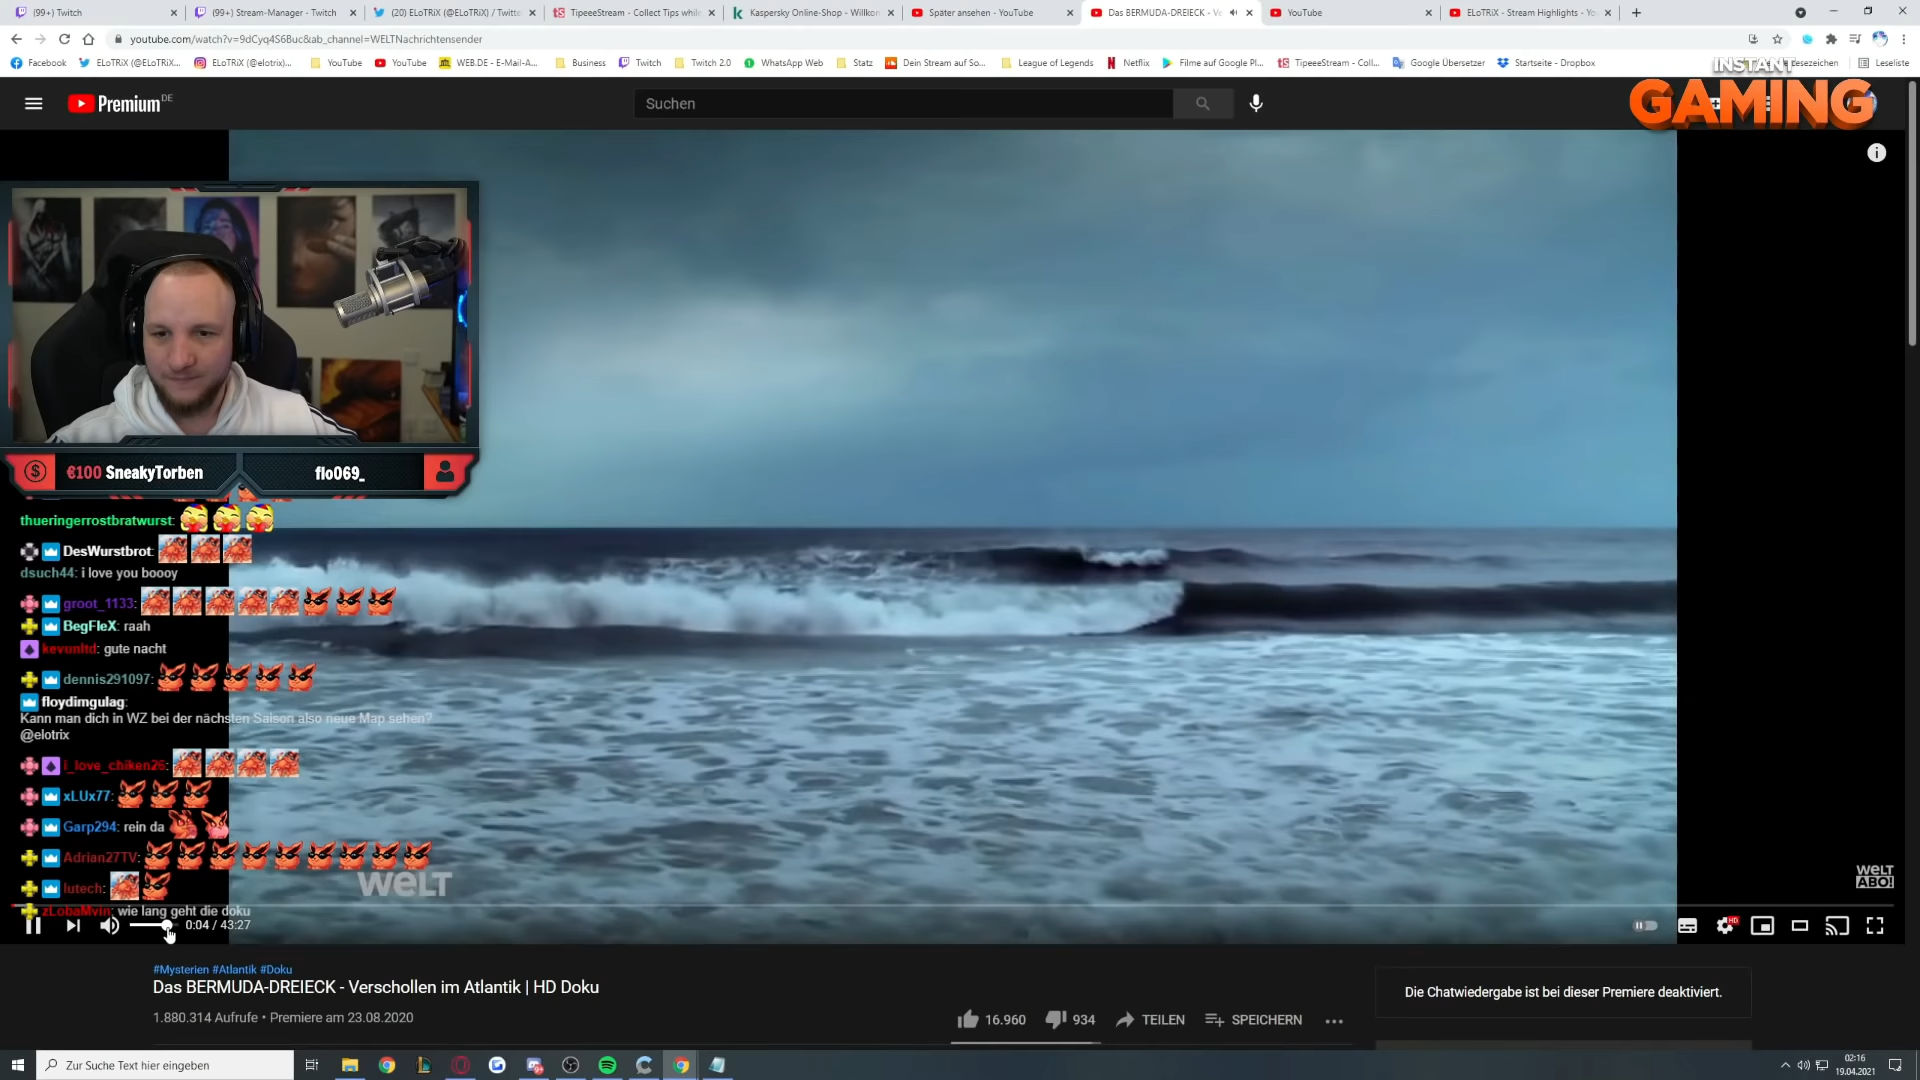 (99+) Twitch
(99+) Stream-Manager - Twitch
(20) ELoTRiX (@ELoTRiX) / Twitte
TipeeeStream - Collect Tips while
Kaspersky Online-Shop - Willkon
Später ansehen - YouTube
Das BERMUDA-DREIECK - Ve
YouTube
ELoTRiX - Stream Highlights - Yo
youtube.com/watch?v=9dCyq4S6Buc&ab_channel=WELTNachrichtensender
Facebook
ELoTRiX (@ELoTRiX...
ELoTRiX (@elotrix)...
YouTube
YouTube
WEB.DE - E-Mail-A...
Business
Twitch
Twitch 2.0
WhatsApp Web
Statz
Dein Stream auf So...
League of Legends
Netflix
Filme auf Google Pl...
TipeeeStream - Coll...
Google Übersetzer
Startseite - Dropbox
Leseliste
INSTANT
GAMING
Premium DE
Suchen
€100 SneakyTorben
flo069_
thueringerrostbratwurst:
DesWurstbrot:
dsuch44: i love you boooy
groot_1133:
BegFleX: raah
kevunltd: gute nacht
dennis291097:
floydimgulag:
Kann man dich in WZ bei der nächsten Saison also neue Map sehen?
@elotrix
i_love_chiken26:
xLUx77:
Garp294: rein da
Adrian27TV:
lutech:
zLobaMvin: wie lang geht die doku
WELT
WELT
ABO!
0:04 / 43:27
HD
#Mysterien #Atlantik #Doku
Das BERMUDA-DREIECK - Verschollen im Atlantik | HD Doku
1.880.314 Aufrufe • Premiere am 23.08.2020
16.960
934
TEILEN
SPEICHERN
Die Chatwiedergabe ist bei dieser Premiere deaktiviert.
Zur Suche Text hier eingeben
02:16
19.04.2021